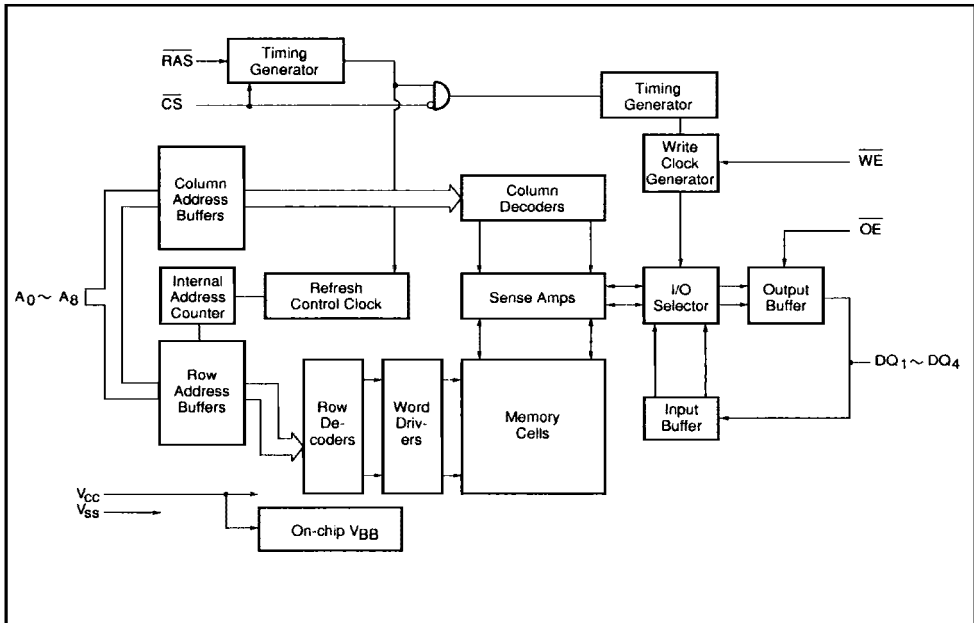 RAS
Timing
Generator
CS
Timing
Generator
Write
Clock
Generator
WE
Column
Address
Buffers
Column
Decoders
OE
A0～ A8
Internal
Address
Counter
Refresh
Control Clock
Sense Amps
I/O
Selector
Output
Buffer
Row
Address
Buffers
Row
De-
coders
Word
Driv-
ers
Memory
Cells
Input
Buffer
DQ1～ DQ4
VCC
VSS
On-chip VBB